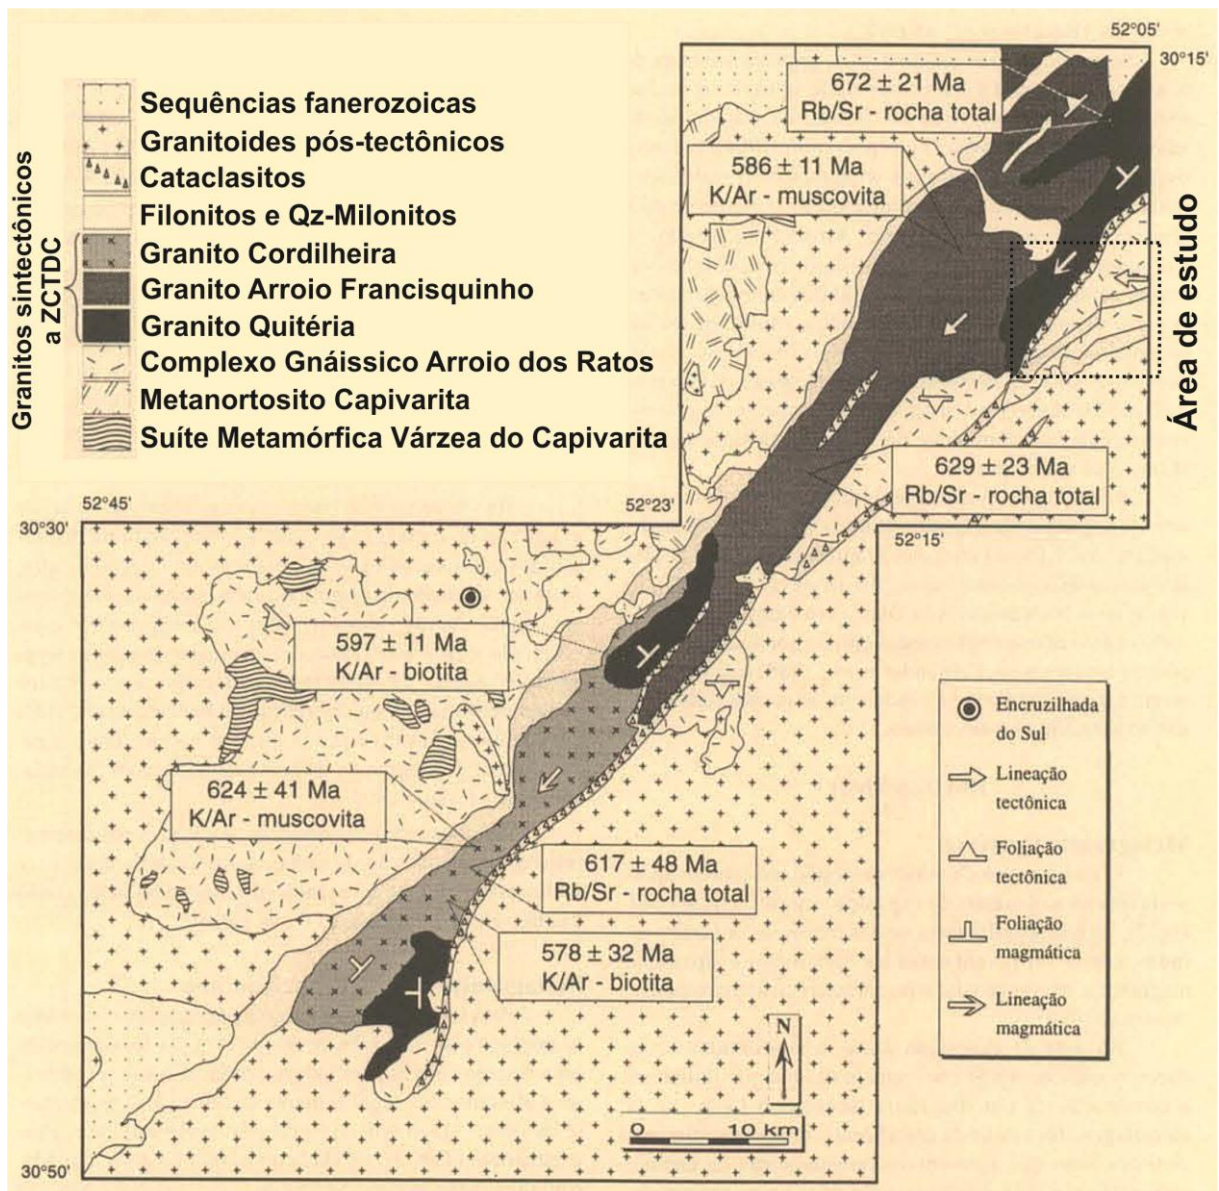 52°05'
30°15'
672 ± 21 Ma
Rb/Sr - rocha total
586 ± 11 Ma
K/Ar - muscovita
Sequências fanerozoicas
Granitoides pós-tectônicos
Cataclasitos
Filonitos e Qz-Milonitos
Granito Cordilheira
Granito Arroio Francisquinho
Granito Quitéria
Complexo Gnáissico Arroio dos Ratos
Metanortosito Capivarita
Suíte Metamórfica Várzea do Capivarita
Granitos sintectônicos
a ZCTDC
Área de estudo
629 ± 23 Ma
Rb/Sr - rocha total
52°45'
52°23'
30°30'
52°15'
597 ± 11 Ma
K/Ar - biotita
624 ± 41 Ma
K/Ar - muscovita
617 ± 48 Ma
Rb/Sr - rocha total
578 ± 32 Ma
K/Ar - biotita
Encruzilhada
do Sul
Lineação
tectônica
Foliação
tectônica
Foliação
magmática
Lineação
magmática
N
0 10 km
30°50'